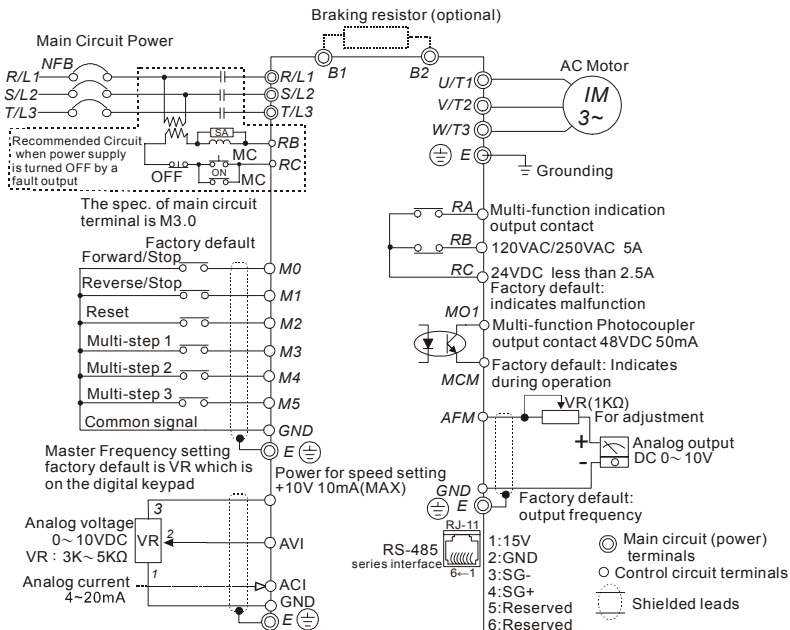 Braking resistor (optional)
B1
B2
Main Circuit Power
NFB
R/L1
S/L2
T/L3
R/L1
S/L2
T/L3
Recommended Circuit
when power supply
is turned OFF by a
fault output
SA
OFF
ON
MC
MC
RB
RC
The spec. of main circuit
terminal is M3.0
U/T1
V/T2
W/T3
E
AC Motor
IM
3~
Grounding
Factory default
Forward/Stop
Reverse/Stop
Reset
Multi-step 1
Multi-step 2
Multi-step 3
Common signal
M0
M1
M2
M3
M4
M5
GND
E
RA
Multi-function indication
output contact
RB
120VAC/250VAC 5A
RC
24VDC less than 2.5A
Factory default:
indicates malfunction
MO1
Multi-function Photocoupler
output contact 48VDC 50mA
MCM
Factory default: Indicates
during operation
AFM
VR(1KΩ)
For adjustment
+
-
Analog output
DC 0~10V
GND
E
Factory default:
output frequency
Master Frequency setting
factory default is VR which is
on the digital keypad
Power for speed setting
+10V 10mA(MAX)
3
2
1
Analog voltage
0~10VDC
VR : 3K~5KΩ
VR
AVI
Analog current
4~20mA
ACI
GND
E
RJ-11
RS-485
series interface
6←1
1:15V
2:GND
3:SG-
4:SG+
5:Reserved
6:Reserved
Main circuit (power)
terminals
Control circuit terminals
Shielded leads